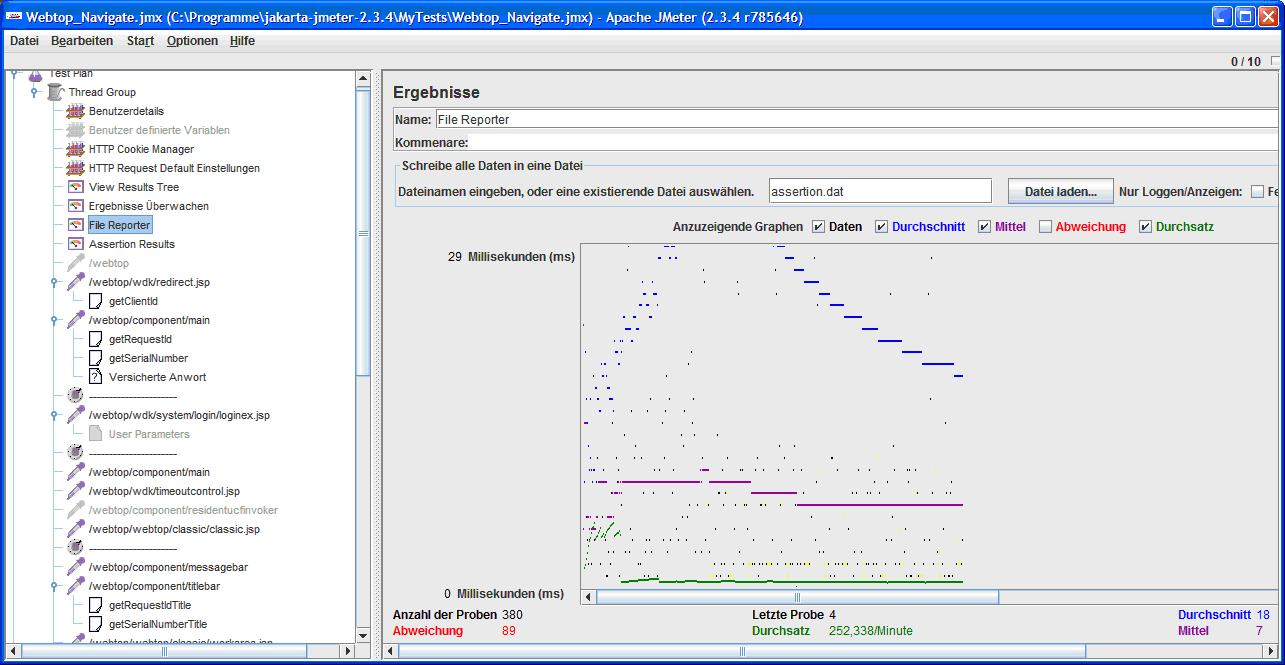 Webtop_Navigate.jmx (C:\Programme\jakarta-jmeter-2.3.4\MyTests\Webtop_Navigate.jmx) - Apache JMeter (2.3.4 r785646)
Datei Bearbeiten Start Optionen Hilfe
0 / 10
Test Plan
Thread Group
Benutzerdetails
Benutzer definierte Variablen
HTTP Cookie Manager
HTTP Request Default Einstellungen
View Results Tree
Ergebnisse Überwachen
File Reporter
Assertion Results
/webtop
/webtop/wdk/redirect.jsp
getClientId
/webtop/component/main
getRequestId
getSerialNumber
Versicherte Anwort
-----------------------
/webtop/wdk/system/login/loginex.jsp
User Parameters
-----------------------
/webtop/component/main
/webtop/wdk/timeoutcontrol.jsp
/webtop/component/residentucfinvoker
/webtop/webtop/classic/classic.jsp
-----------------------
/webtop/component/messagebar
/webtop/component/titlebar
getRequestIdTitle
getSerialNumberTitle
/webtop/webtop/classic/workarea.jsp
Ergebnisse
Name: File Reporter
Kommenare:
Schreibe alle Daten in eine Datei
Dateinamen eingeben, oder eine existierende Datei auswählen. assertion.dat Datei laden... Nur Loggen/Anzeigen: Fe
Anzuzeigende Graphen Daten Durchschnitt Mittel Abweichung Durchsatz
29 Millisekunden (ms)
0 Millisekunden (ms)
Anzahl der Proben 380 Letzte Probe 4 Durchschnitt 18
Abweichung 89 Durchsatz 252,338/Minute Mittel 7